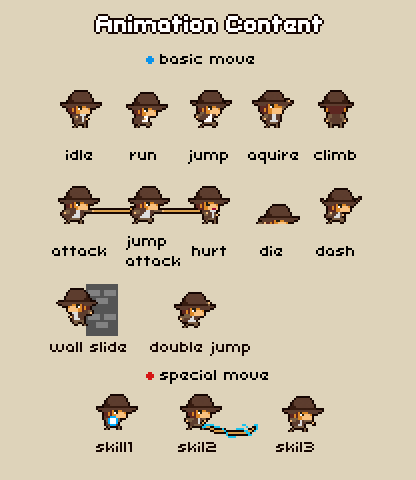 Animation Content
basic move
idle run jump aquire climb
attack jump attack hurt die dash
wall slide double jump
special move
skill1 skil2 skil3